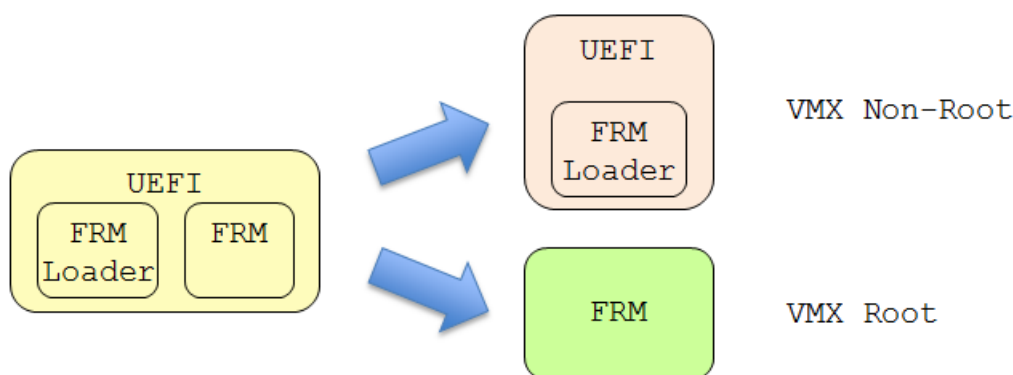 UEFI
FRM
Loader
FRM
UEFI
FRM
Loader
VMX Non-Root
FRM
VMX Root